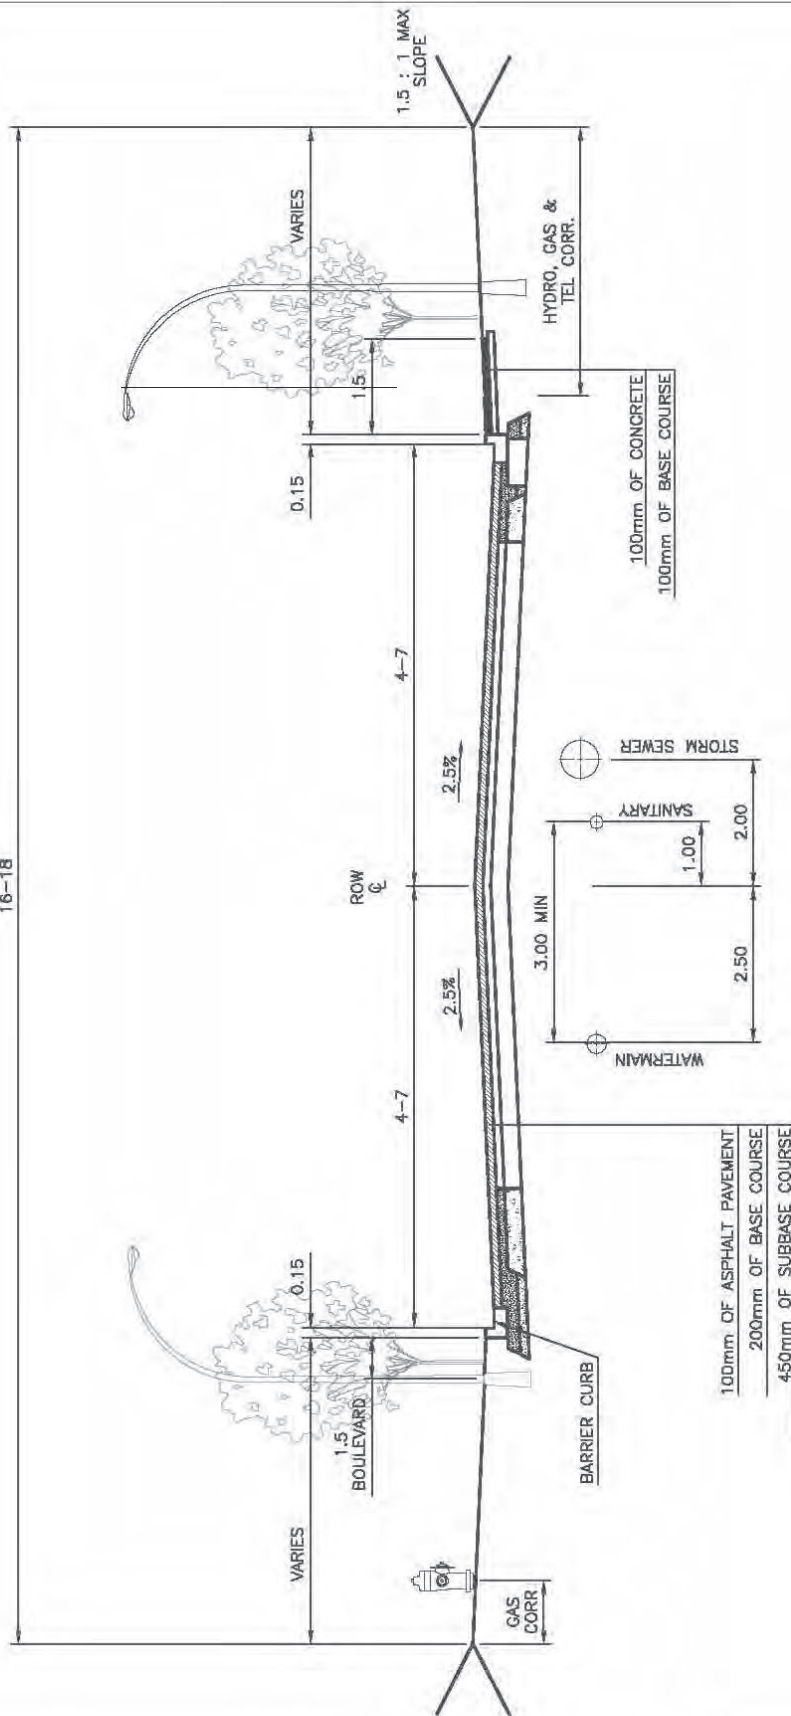 16-18
VARIES
VARIES
1.5 : 1 MAX
SLOPE
0.15
0.15
1.5
BOULEVARD
1.5
4-7
4-7
ROW
℄
2.5%
2.5%
GAS
CORR
HYDRO, GAS &
TEL CORR.
BARRIER CURB
3.00 MIN
WATERMAIN
SANITARY
STORM SEWER
1.00
2.50
2.00
100mm OF CONCRETE
100mm OF BASE COURSE
100mm OF ASPHALT PAVEMENT
200mm OF BASE COURSE
450mm OF SUBBASE COURSE